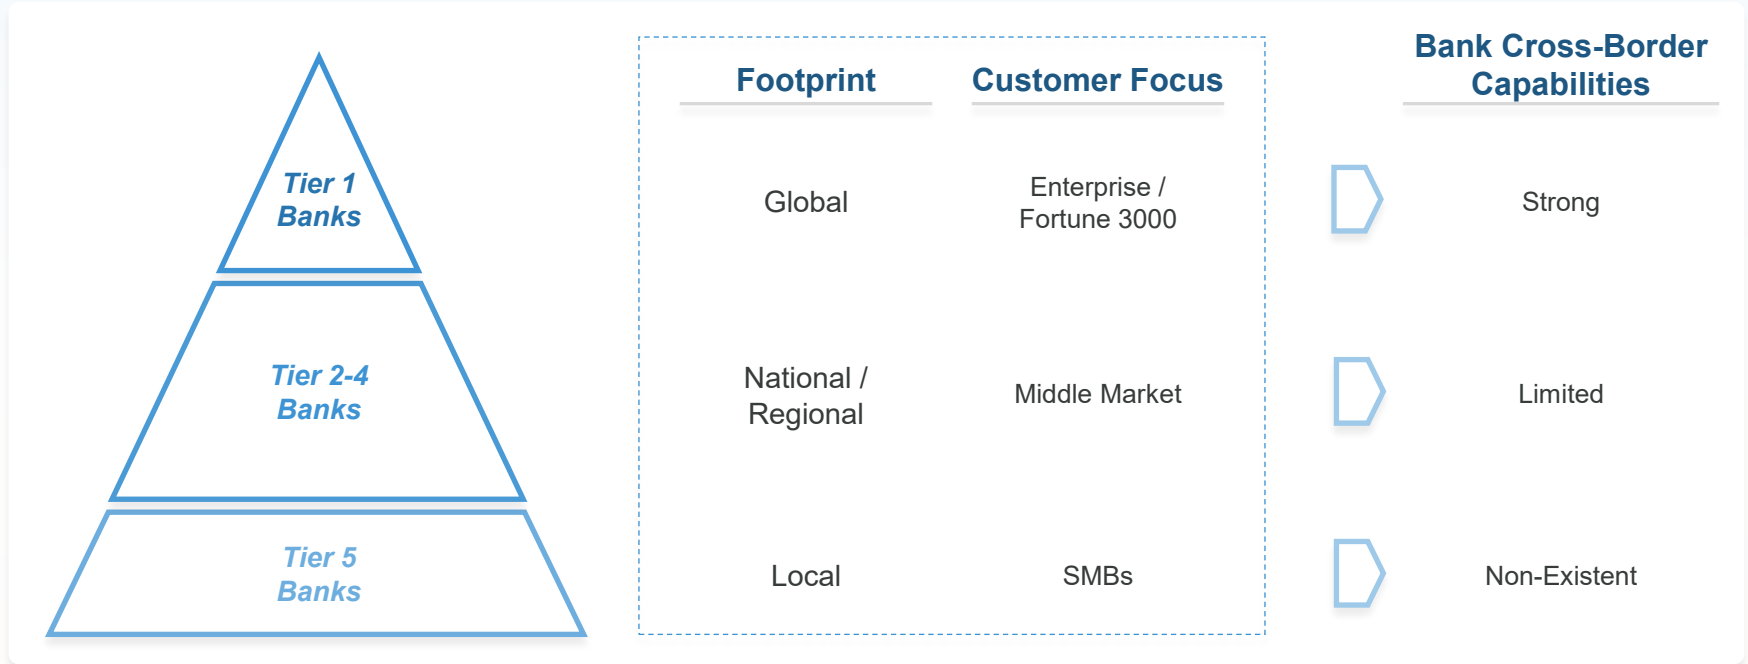 Footprint
Customer Focus
Bank Cross-Border
Capabilities
Tier 1
Banks
Global
Enterprise /
Fortune 3000
Strong
Tier 2-4
Banks
National /
Regional
Middle Market
Limited
Tier 5
Banks
Local
SMBs
Non-Existent